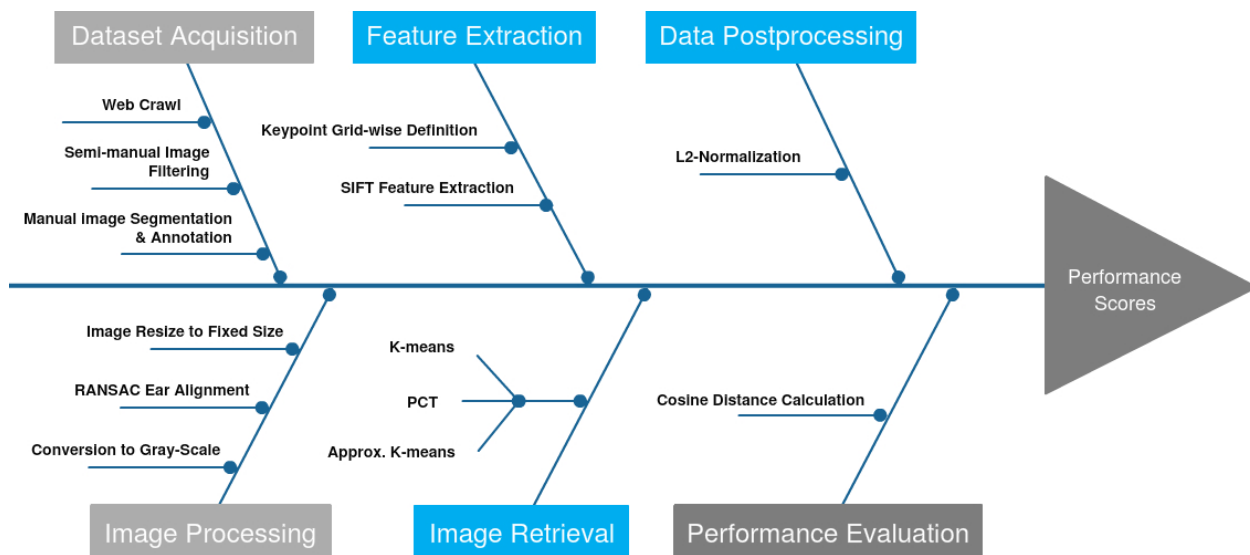 Dataset Acquisition
Feature Extraction
Data Postprocessing
Web Crawl
Semi-manual Image
Filtering
Manual image Segmentation
& Annotation
Keypoint Grid-wise Definition
SIFT Feature Extraction
L2-Normalization
Performance
Scores
Image Resize to Fixed Size
RANSAC Ear Alignment
Conversion to Gray-Scale
K-means
PCT
Approx. K-means
Cosine Distance Calculation
Image Processing
Image Retrieval
Performance Evaluation